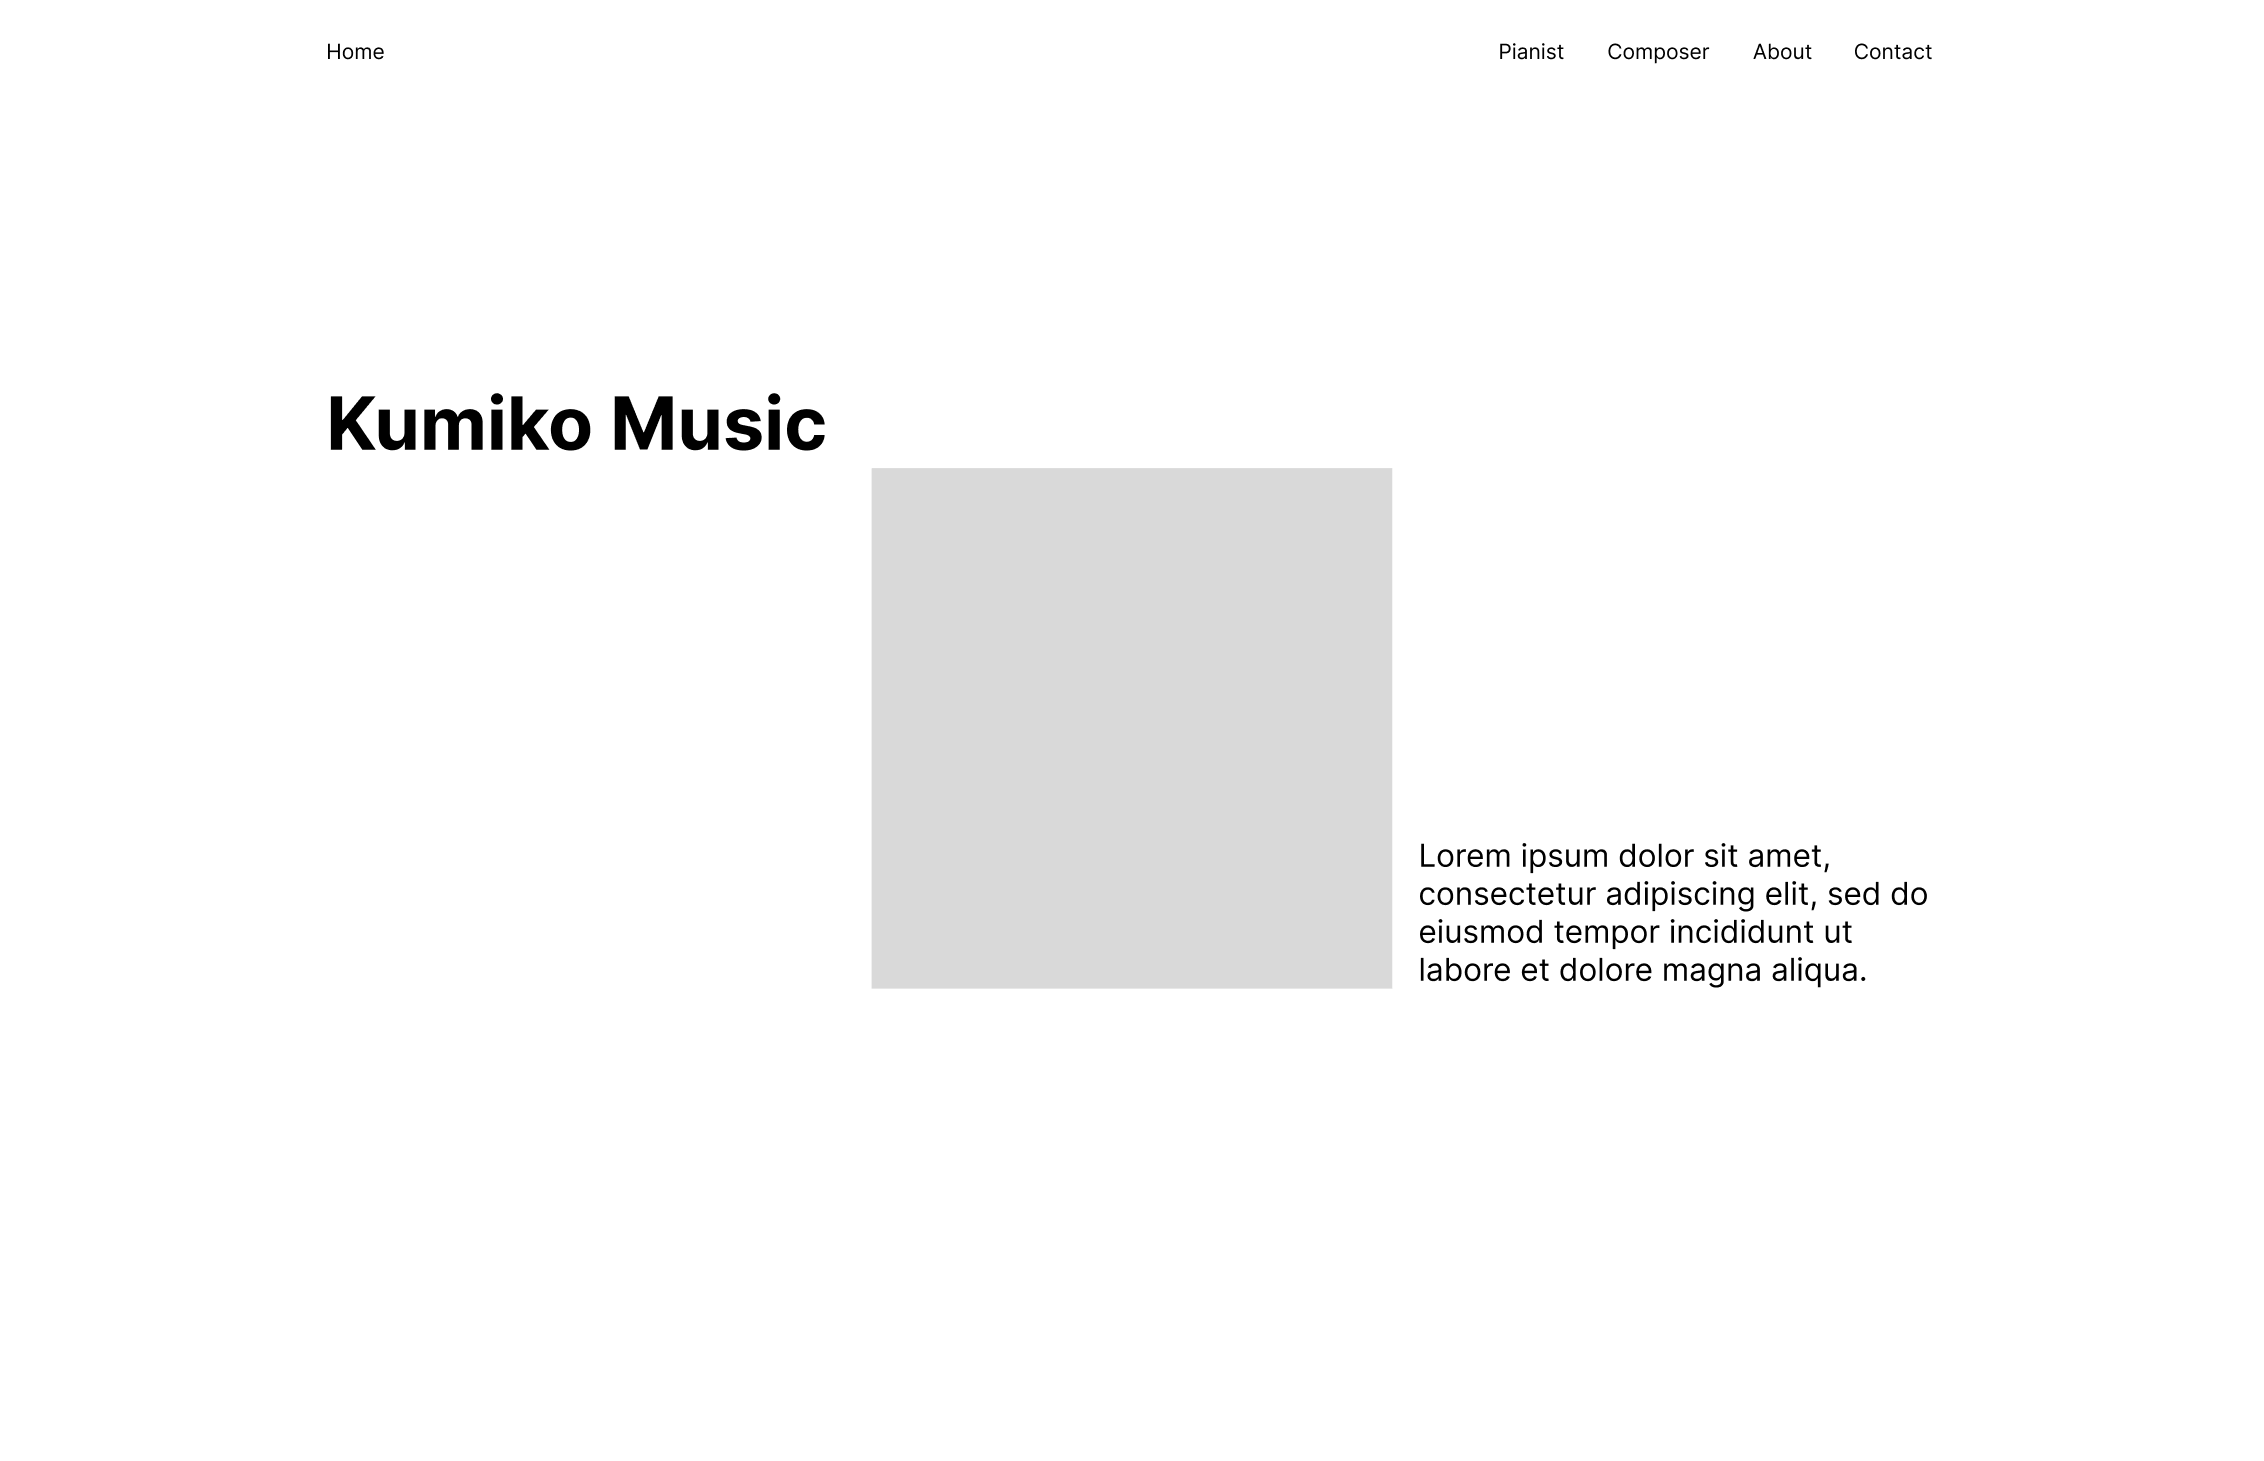 Home Pianist Composer About Contact
Kumiko Music
Lorem ipsum dolor sit amet,
consectetur adipiscing elit, sed do
eiusmod tempor incididunt ut
labore et dolore magna aliqua.